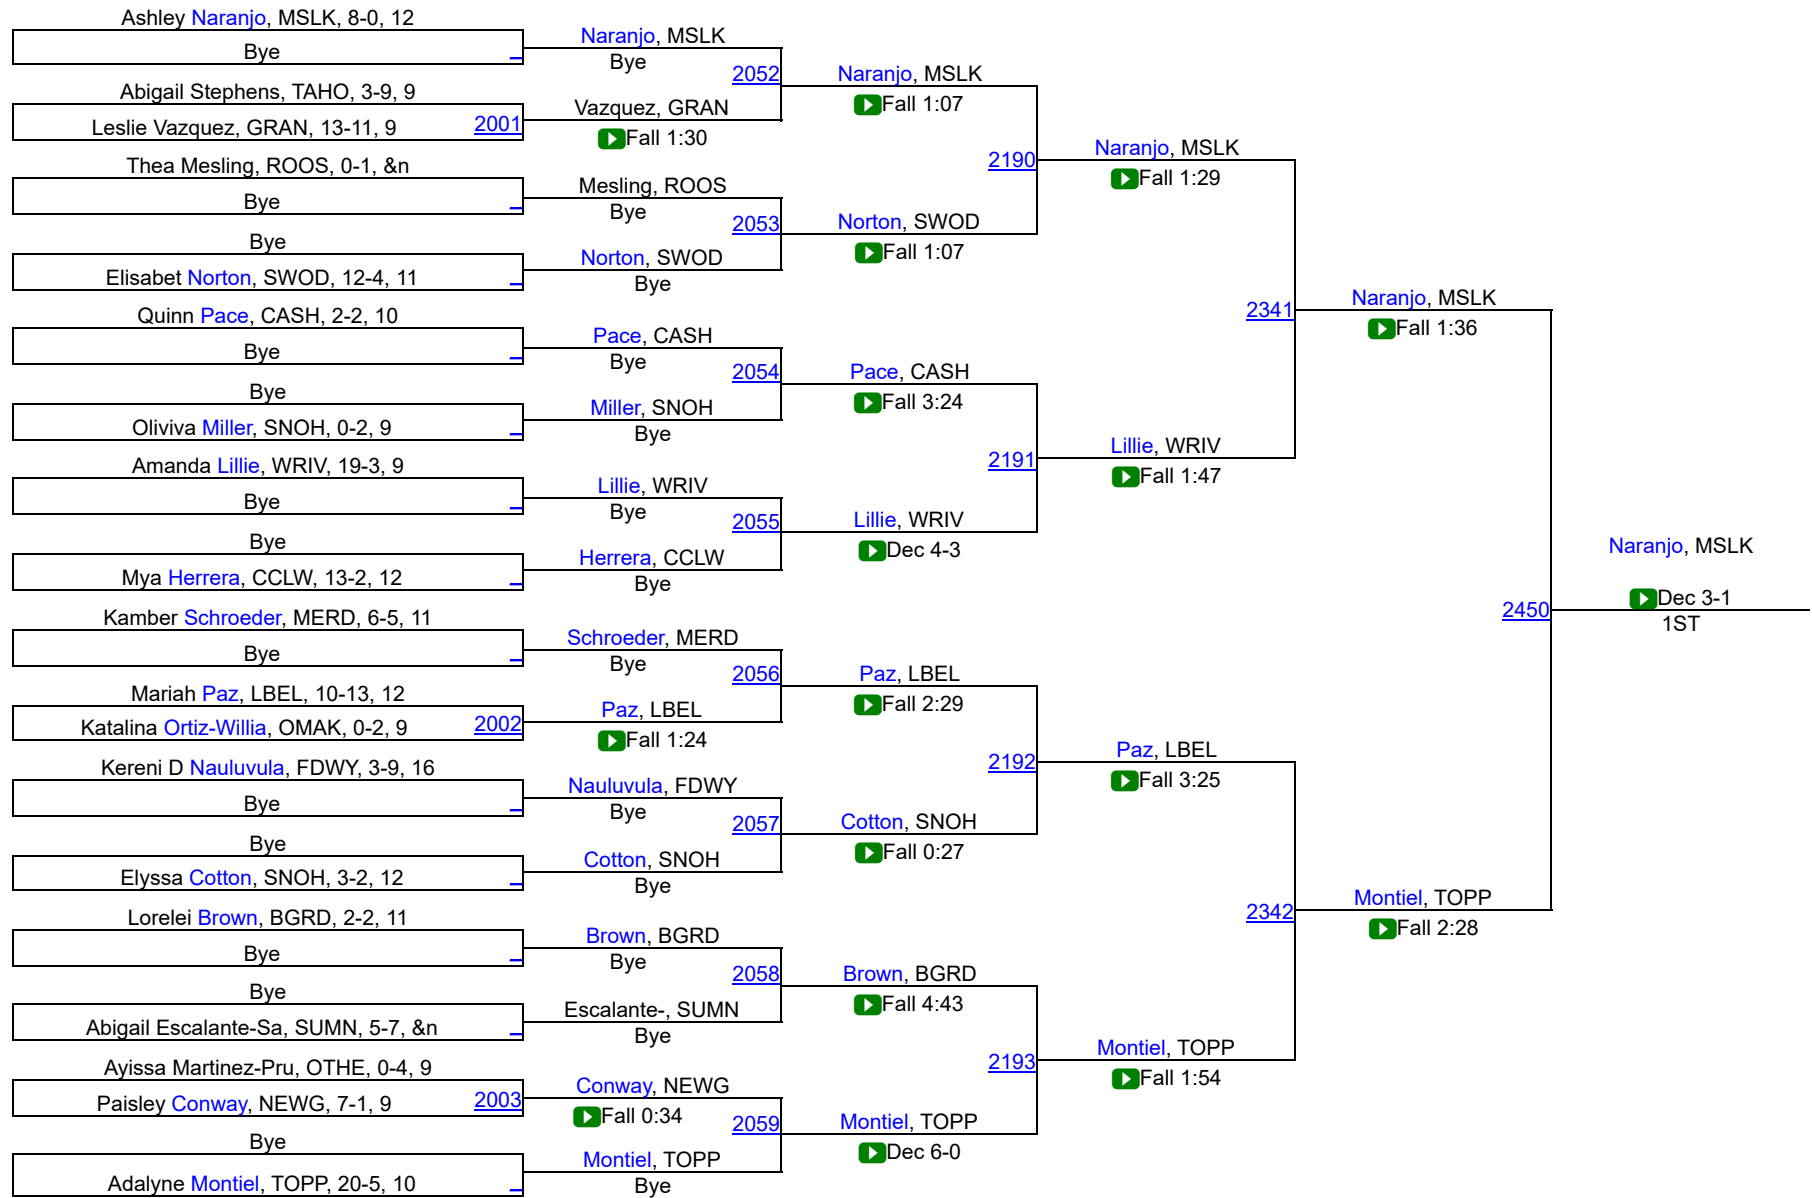 Ashley Naranjo, MSLK, 8-0, 12
Bye
Abigail Stephens, TAHO, 3-9, 9
Leslie Vazquez, GRAN, 13-11, 9 2001
Thea Mesling, ROOS, 0-1, &n
Bye
Bye
Elisabet Norton, SWOD, 12-4, 11
Quinn Pace, CASH, 2-2, 10
Bye
Bye
Oliviva Miller, SNOH, 0-2, 9
Amanda Lillie, WRIV, 19-3, 9
Bye
Bye
Mya Herrera, CCLW, 13-2, 12
Kamber Schroeder, MERD, 6-5, 11
Bye
Mariah Paz, LBEL, 10-13, 12
Katalina Ortiz-Willia, OMAK, 0-2, 9 2002
Kereni D Nauluvula, FDWY, 3-9, 16
Bye
Bye
Elyssa Cotton, SNOH, 3-2, 12
Lorelei Brown, BGRD, 2-2, 11
Bye
Bye
Abigail Escalante-Sa, SUMN, 5-7, &n
Ayissa Martinez-Pru, OTHE, 0-4, 9
Paisley Conway, NEWG, 7-1, 9 2003
Bye
Adalyne Montiel, TOPP, 20-5, 10
Naranjo, MSLK
Bye
2052
Vazquez, GRAN
Fall 1:30
Mesling, ROOS
Bye
2053
Norton, SWOD
Bye
Pace, CASH
Bye
2054
Miller, SNOH
Bye
Lillie, WRIV
Bye
2055
Herrera, CCLW
Bye
Schroeder, MERD
Bye
2056
Paz, LBEL
Fall 1:24
Nauluvula, FDWY
Bye
2057
Cotton, SNOH
Bye
Brown, BGRD
Bye
2058
Escalante-, SUMN
Bye
Conway, NEWG
Fall 0:34
2059
Montiel, TOPP
Bye
Naranjo, MSLK
Fall 1:07
2190
Norton, SWOD
Fall 1:07
Pace, CASH
Fall 3:24
2191
Lillie, WRIV
Dec 4-3
Paz, LBEL
Fall 2:29
2192
Cotton, SNOH
Fall 0:27
Brown, BGRD
Fall 4:43
2193
Montiel, TOPP
Dec 6-0
Naranjo, MSLK
Fall 1:29
2341
Lillie, WRIV
Fall 1:47
Paz, LBEL
Fall 3:25
2342
Montiel, TOPP
Fall 1:54
Naranjo, MSLK
Fall 1:36
2450
Montiel, TOPP
Fall 2:28
Naranjo, MSLK
Dec 3-1
1ST